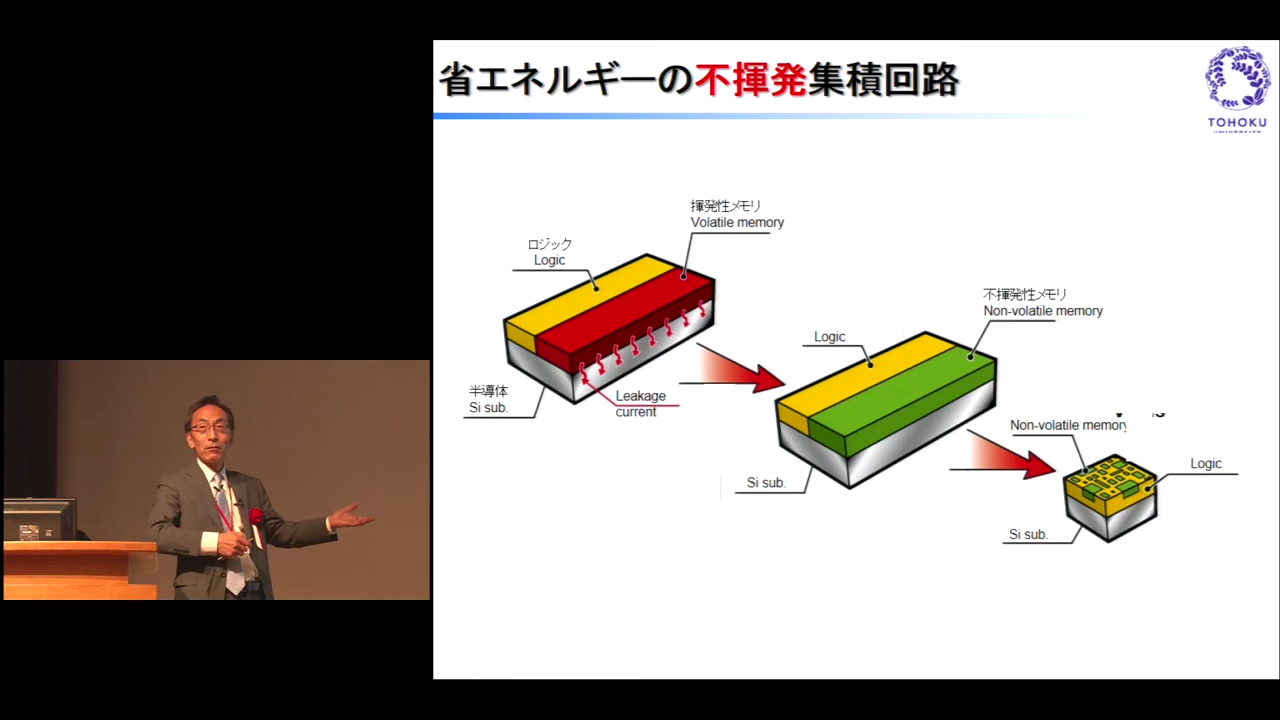 省エネルギーの不揮発集積回路
TOHOKU
揮発性メモリ
Volatile memory
ロジック
Logic
不揮発性メモリ
Non-volatile memory
Logic
半導体
Si sub.
Leakage
current
Non-volatile memory
Logic
Si sub.
Si sub.